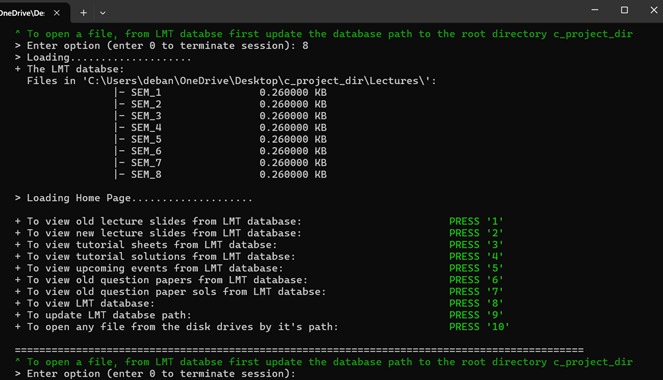 OneDrive\De:
^ To open a file, from LMT databse first update the database path to the root directory c_project_dir
> Enter option (enter 0 to terminate session): 8
> Loading....................
+ The LMT databse:
Files in 'C:\Users\deban\OneDrive\Desktop\c_project_dir\Lectures\':
|- SEM_1 0.260000 KB
|- SEM_2 0.260000 KB
|- SEM_3 0.260000 KB
|- SEM_4 0.260000 KB
|- SEM_5 0.260000 KB
|- SEM_6 0.260000 KB
|- SEM_7 0.260000 KB
|- SEM_8 0.260000 KB
> Loading Home Page....................
+ To view old lecture slides from LMT database: PRESS '1'
+ To view new lecture slides from LMT database: PRESS '2'
+ To view tutorial sheets from LMT databse: PRESS '3'
+ To view tutorial solutions from LMT databse: PRESS '4'
+ To view upcoming events from LMT database: PRESS '5'
+ To view old question papers from LMT database: PRESS '6'
+ To view old question paper sols from LMT databse: PRESS '7'
+ To view LMT database: PRESS '8'
+ To update LMT databse path: PRESS '9'
+ To open any file from the disk drives by it's path: PRESS '10'
=============================================================================================
^ To open a file, from LMT databse first update the database path to the root directory c_project_dir
> Enter option (enter 0 to terminate session):